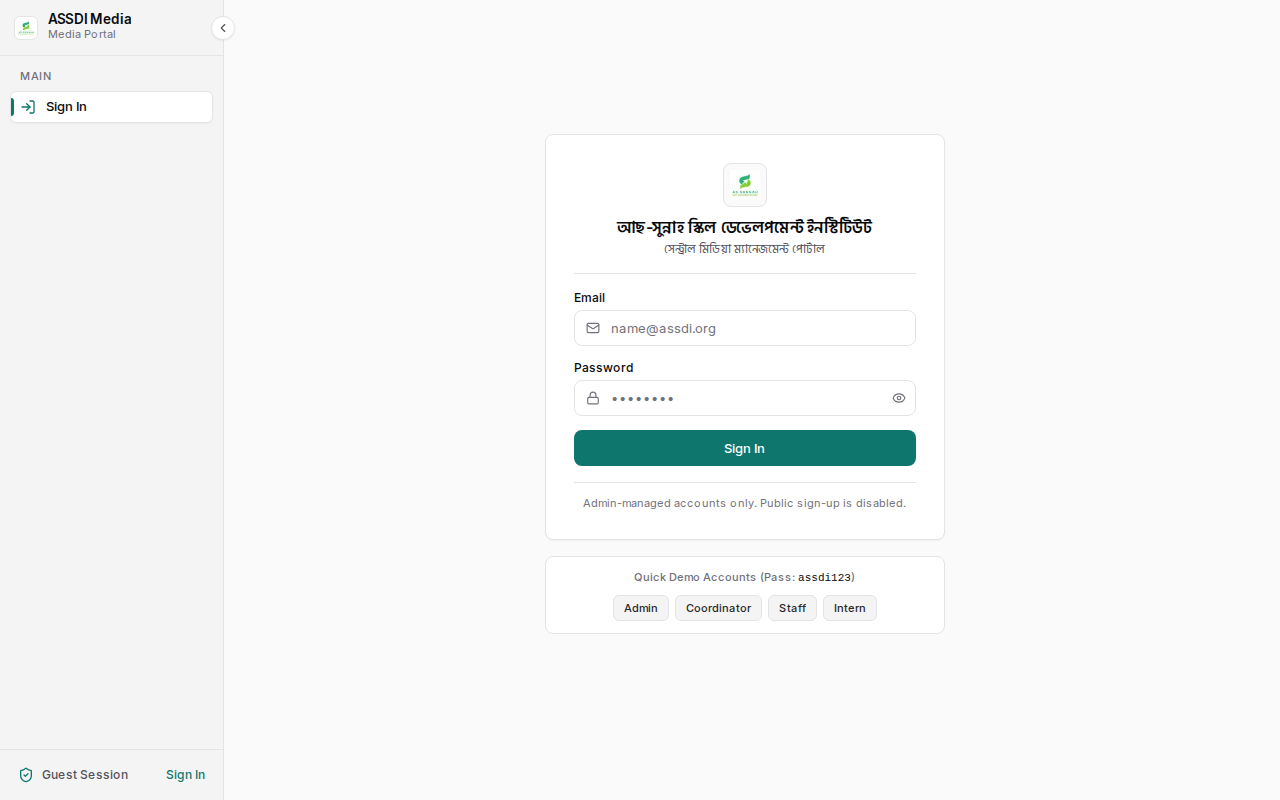 ASSDI Media
Media Portal
MAIN
Sign In
আছ-সুন্নাহ স্কিল ডেভেলপমেন্ট ইনস্টিটিউট
সেন্ট্রাল মিডিয়া ম্যানেজমেন্ট পোর্টাল
Email
name@assdi.org
Password
••••••••
Sign In
Admin-managed accounts only. Public sign-up is disabled.
Quick Demo Accounts (Pass: assdi123)
Admin Coordinator Staff Intern
Guest Session Sign In